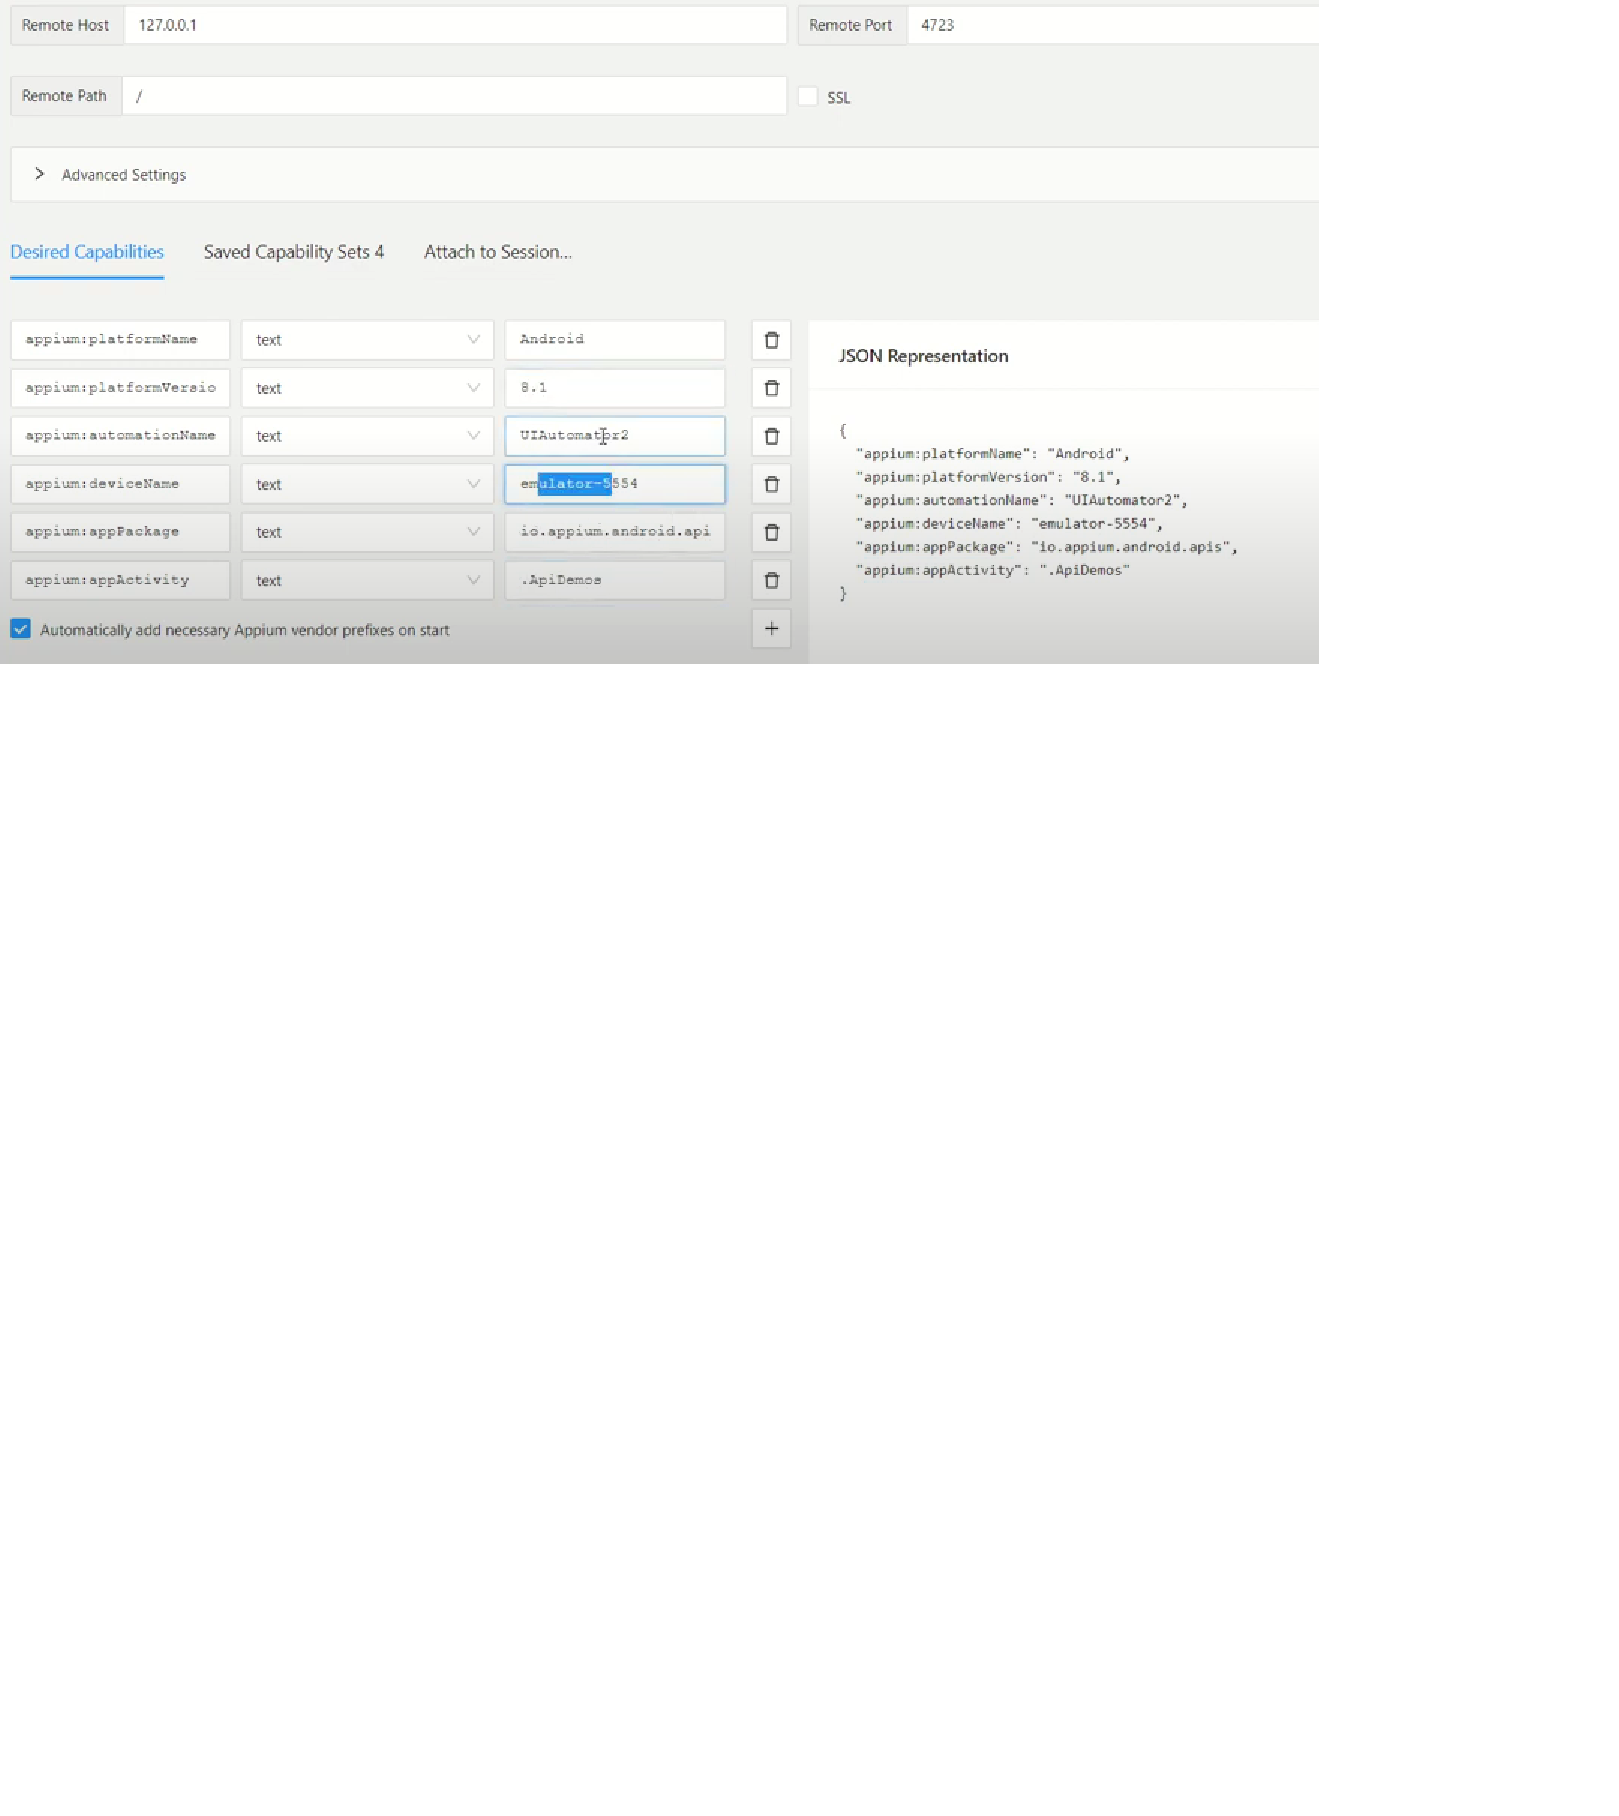 Remote Host 127.0.0.1 Remote Port 4723
Remote Path / SSL
Advanced Settings
Desired Capabilities Saved Capability Sets 4 Attach to Session...
appium:platformName text Android
appium:platformVersio text 8.1
appium:automationName text UIAutomator2
appium:deviceName text emulator-5554
appium:appPackage text io.appium.android.api
appium:appActivity text .ApiDemos
Automatically add necessary Appium vendor prefixes on start
JSON Representation
{
"appium:platformName": "Android",
"appium:platformVersion": "8.1",
"appium:automationName": "UIAutomator2",
"appium:deviceName": "emulator-5554",
"appium:appPackage": "io.appium.android.apis",
"appium:appActivity": ".ApiDemos"
}